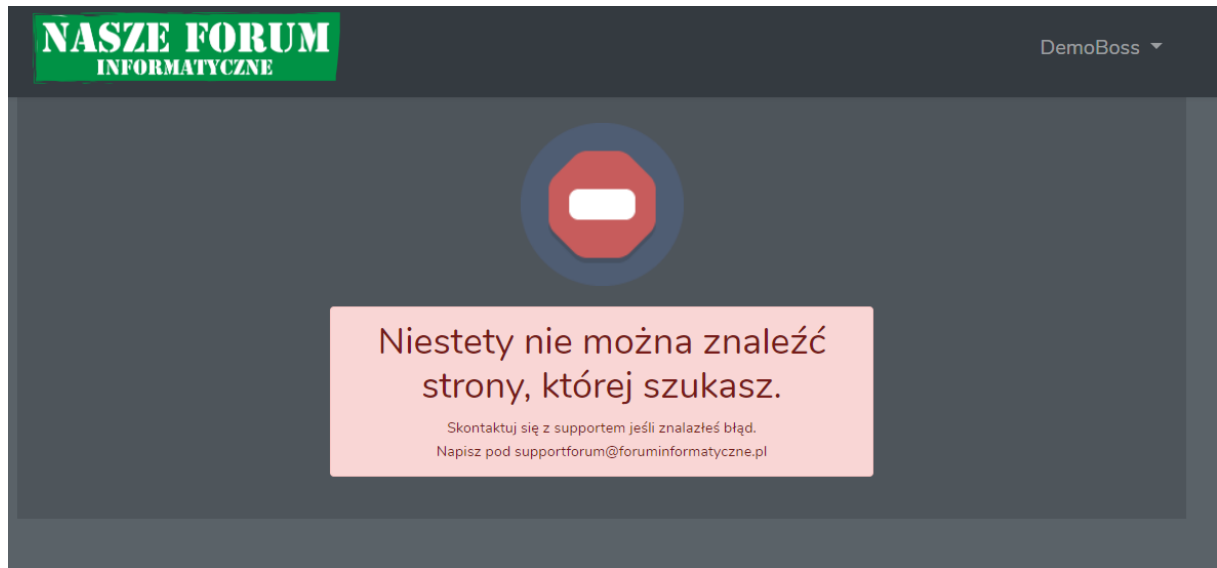 NASZE FORUM
INFORMATYCZNE
DemoBoss
Niestety nie można znaleźć
strony, której szukasz.
Skontaktuj się z supportem jeśli znalazłeś błąd.
Napisz pod supportforum@foruminformatyczne.pl